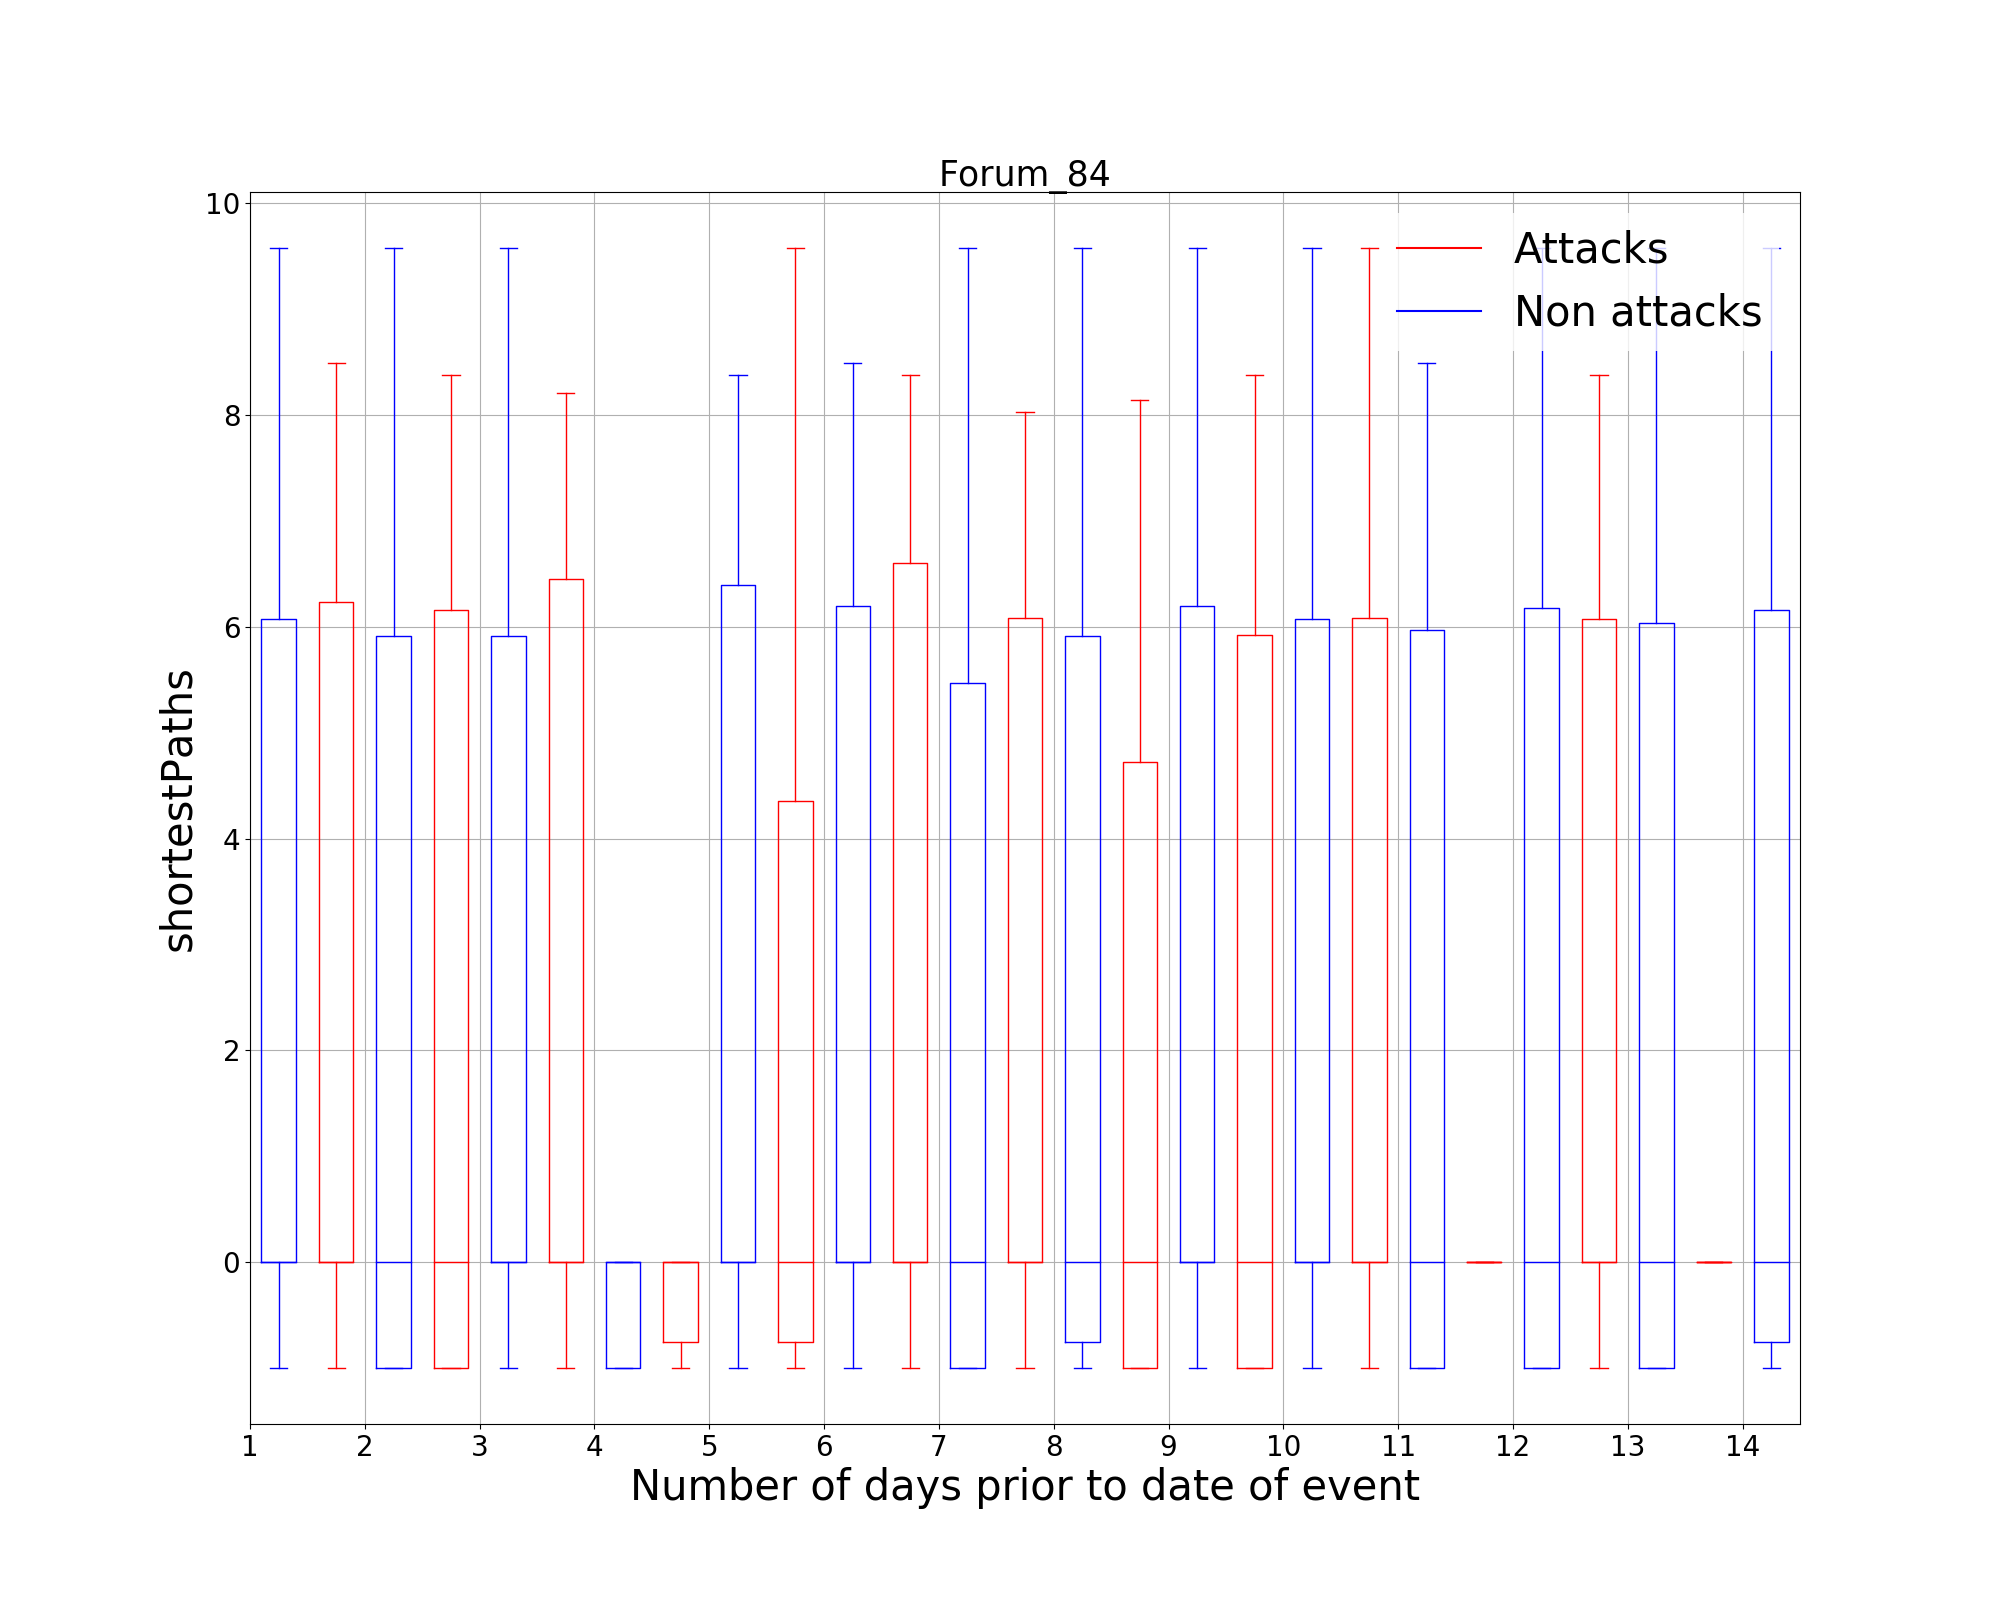 Forum_84
10
8
6
4
2
0
shortestPaths
Attacks
Non attacks
1 2 3 4 5 6 7 8 9 10 11 12 13 14
Number of days prior to date of event